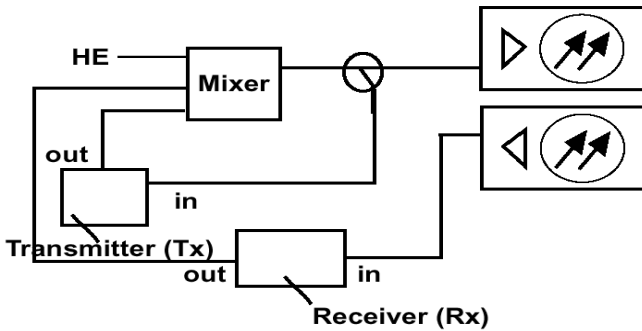 HE
Mixer
out
in
Transmitter (Tx)
out
in
Receiver (Rx)